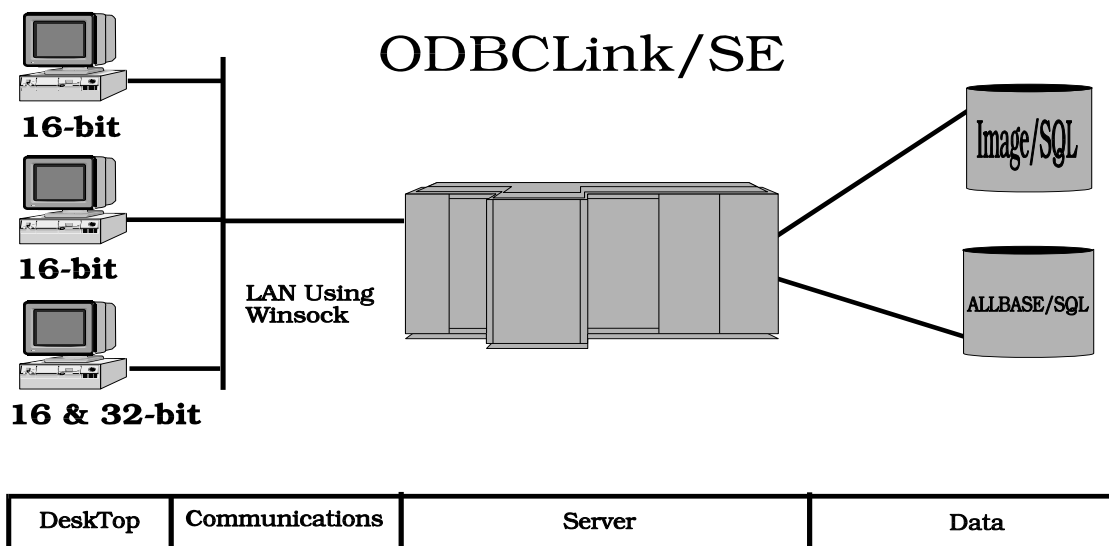 ODBCLink/SE
16-bit
Image/SQL
16-bit
LAN Using
Winsock
ALLBASE/SQL
16 & 32-bit
DeskTop
Communications
Server
Data